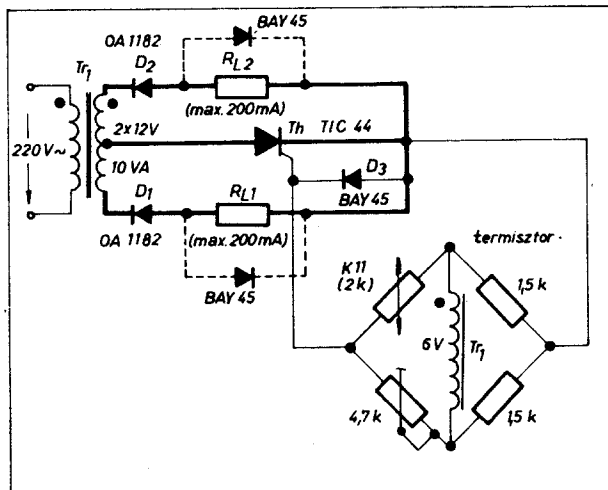 BAY 45
OA 1182
D2
RL2
(max. 200mA)
Tr1
2x12V
Th
TIC 44
220V~
10 VA
D3
BAY 45
D1
RL1
OA 1182
(max. 200mA)
BAY 45
termisztor
K11
(2k)
1,5 k
6V
Tr1
4,7 k
1,5 k